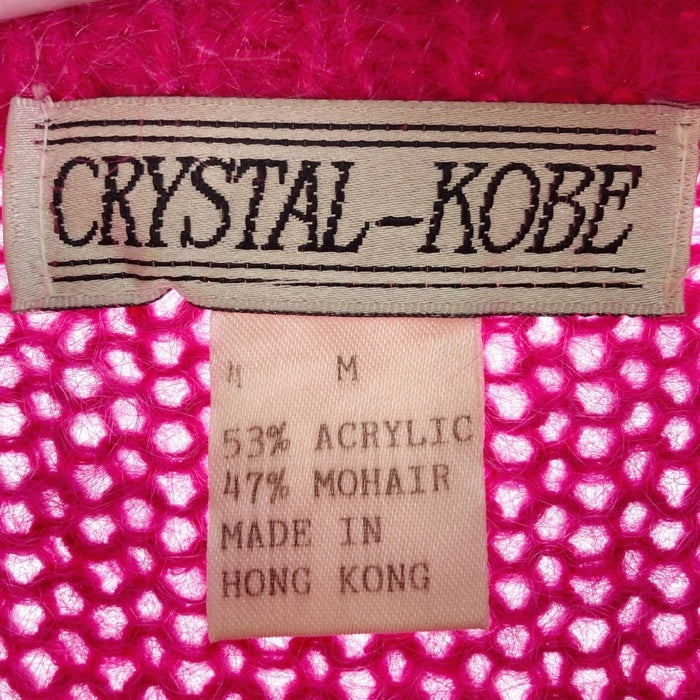 CRYSTAL-KOBE
M M
53% ACRYLIC
47% MOHAIR
MADE IN
HONG KONG